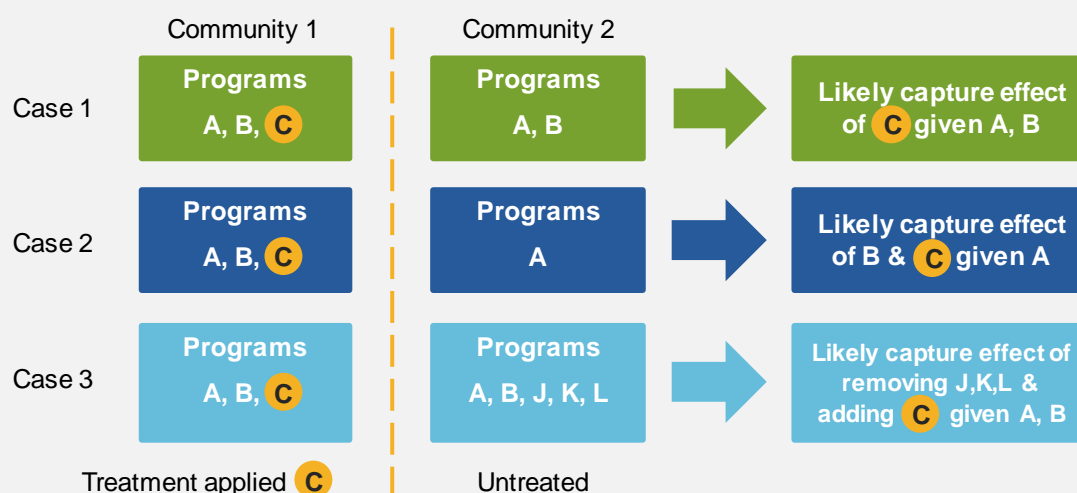 Community 1
Community 2
Case 1
Programs
A, B, C
Programs
A, B
Likely capture effect
of C given A, B
Case 2
Programs
A, B, C
Programs
A
Likely capture effect
of B & C given A
Case 3
Programs
A, B, C
Programs
A, B, J, K, L
Likely capture effect of
removing J,K,L &
adding C given A, B
Treatment applied C
Untreated